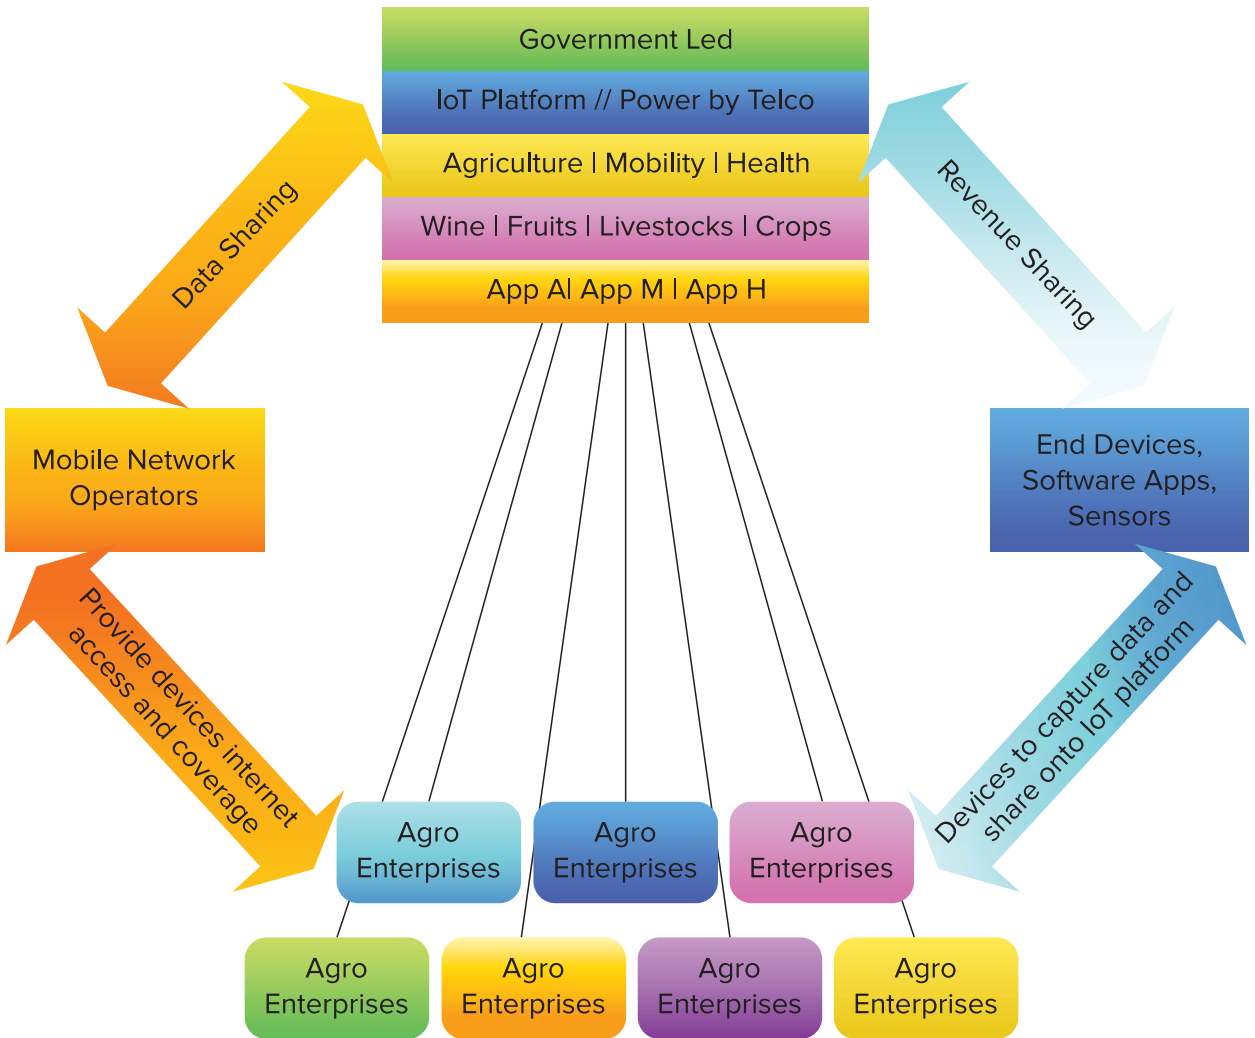 Government Led
IoT Platform // Power by Telco
Agriculture | Mobility | Health
Wine | Fruits | Livestocks | Crops
App A| App M | App H
Data Sharing
Revenue Sharing
Mobile Network
Operators
End Devices,
Software Apps,
Sensors
Provide devices internet
access and coverage
Devices to capture data and
share onto IoT platform
Agro
Enterprises
Agro
Enterprises
Agro
Enterprises
Agro
Enterprises
Agro
Enterprises
Agro
Enterprises
Agro
Enterprises